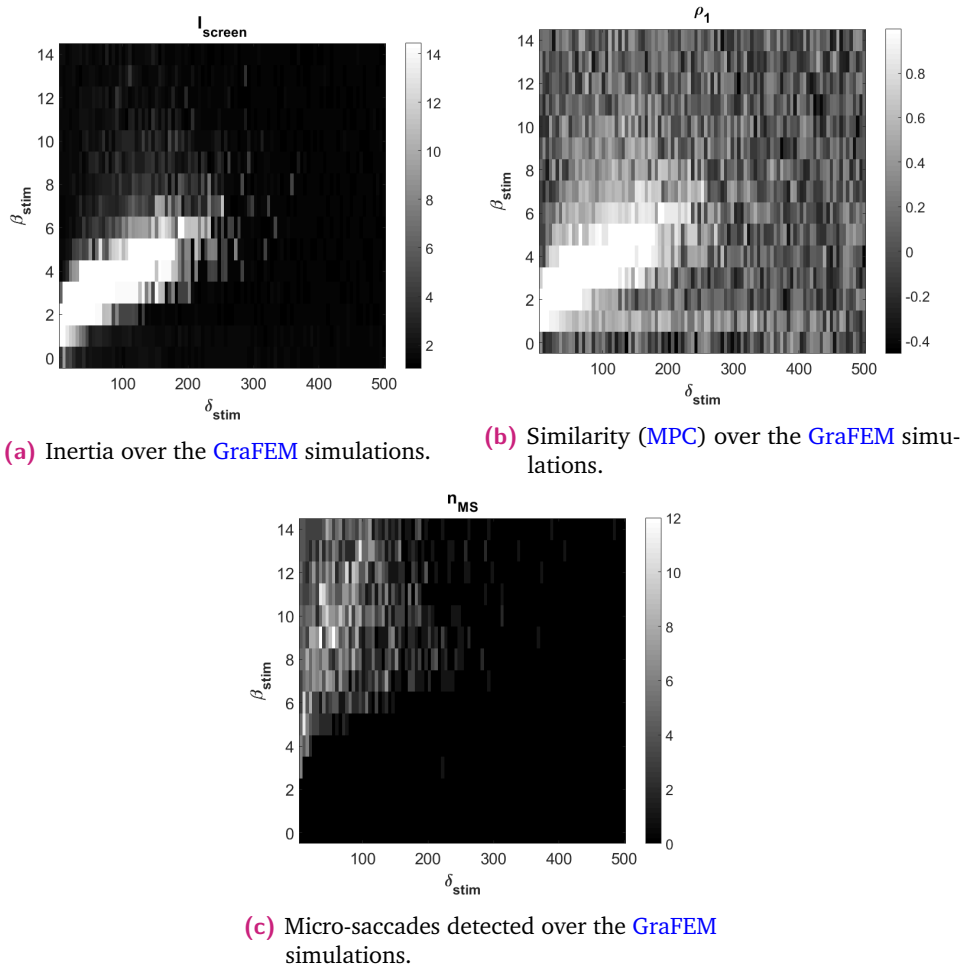 I_screen
14
12
10
8
6
4
2
0
β_stim
100 200 300 400 500
δ_stim
14
12
10
8
6
4
2
(a) Inertia over the GraFEM simulations.
ρ_1
14
12
10
8
6
4
2
0
β_stim
100 200 300 400 500
δ_stim
0.8
0.6
0.4
0.2
0
-0.2
-0.4
(b) Similarity (MPC) over the GraFEM simu-
lations.
n_MS
14
12
10
8
6
4
2
0
β_stim
100 200 300 400 500
δ_stim
12
10
8
6
4
2
0
(c) Micro-saccades detected over the GraFEM
simulations.